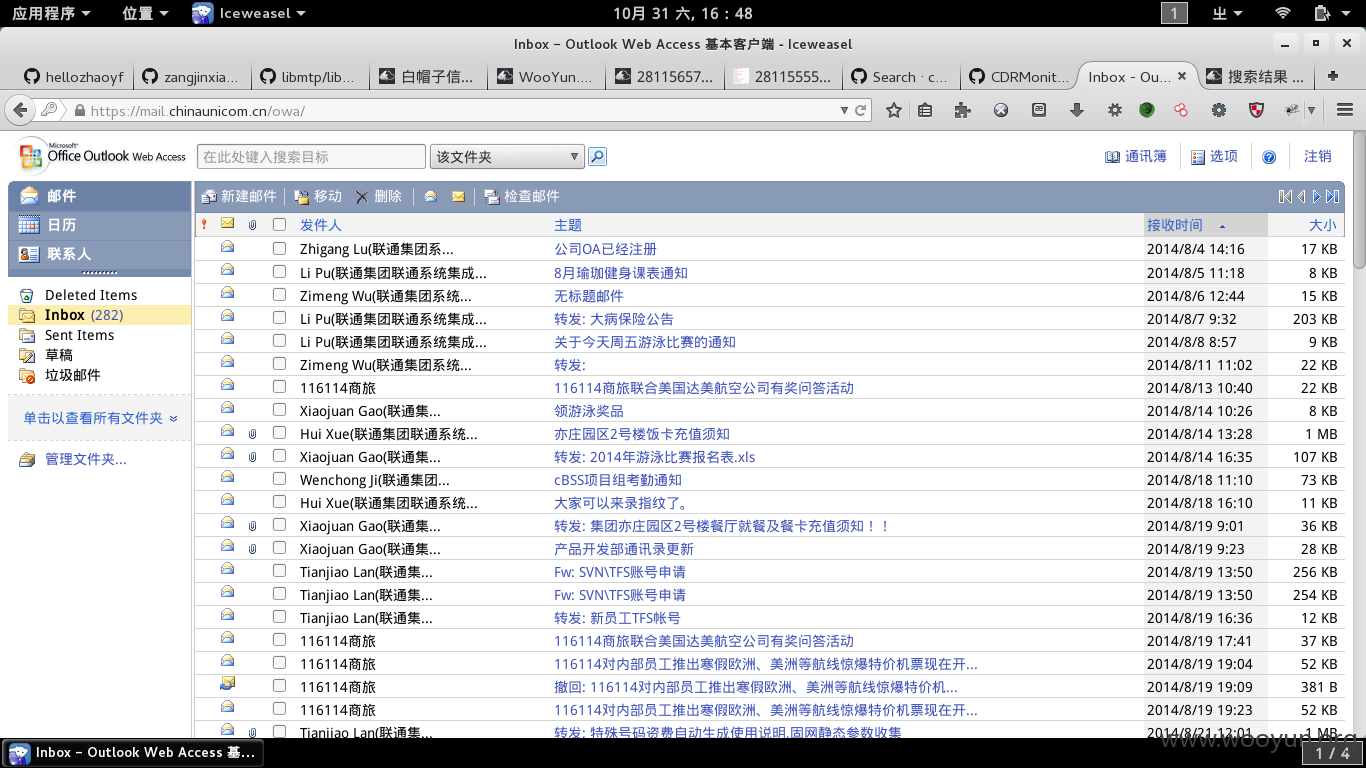 应用程序 位置 Iceweasel 10月 31 六, 16：48 1
Inbox – Outlook Web Access 基本客户端 - Iceweasel
hellozhaoyf zangjinxia... libmtp/lib... 白帽子信... WooYun.... 28115657... 28115555... Search · c... CDRMonit... Inbox - Ou... 搜索结果 ...
https://mail.chinaunicom.cn/owa/
Microsoft Office Outlook Web Access 在此处键入搜索目标 该文件夹 通讯簿 选项 注销
邮件 新建邮件 移动 删除 检查邮件
日历 发件人 主题 接收时间 大小
联系人
Deleted Items
Inbox (282)
Sent Items
草稿
垃圾邮件
单击以查看所有文件夹
管理文件夹...
Zhigang Lu(联通集团系... 公司OA已经注册 2014/8/4 14:16 17 KB
Li Pu(联通集团联通系统集成... 8月瑜珈健身课表通知 2014/8/5 11:18 8 KB
Zimeng Wu(联通集团系统... 无标题邮件 2014/8/6 12:44 15 KB
Li Pu(联通集团联通系统集成... 转发: 大病保险公告 2014/8/7 9:32 203 KB
Li Pu(联通集团联通系统集成... 关于今天周五游泳比赛的通知 2014/8/8 8:57 9 KB
Zimeng Wu(联通集团系统... 转发: 2014/8/11 11:02 22 KB
116114商旅 116114商旅联合美国达美航空公司有奖问答活动 2014/8/13 10:40 22 KB
Xiaojuan Gao(联通集... 领游泳奖品 2014/8/14 10:26 8 KB
Hui Xue(联通集团联通系统... 亦庄园区2号楼饭卡充值须知 2014/8/14 13:28 1 MB
Xiaojuan Gao(联通集... 转发: 2014年游泳比赛报名表.xls 2014/8/14 16:35 107 KB
Wenchong Ji(联通集团... cBSS项目组考勤通知 2014/8/18 11:10 73 KB
Hui Xue(联通集团联通系统... 大家可以来录指纹了。 2014/8/18 16:10 11 KB
Xiaojuan Gao(联通集... 转发: 集团亦庄园区2号楼餐厅就餐及餐卡充值须知！！ 2014/8/19 9:01 36 KB
Xiaojuan Gao(联通集... 产品开发部通讯录更新 2014/8/19 9:23 28 KB
Tianjiao Lan(联通集... Fw: SVN\TFS账号申请 2014/8/19 13:50 256 KB
Tianjiao Lan(联通集... Fw: SVN\TFS账号申请 2014/8/19 13:50 254 KB
Tianjiao Lan(联通集... 转发: 新员工TFS帐号 2014/8/19 16:36 12 KB
116114商旅 116114商旅联合美国达美航空公司有奖问答活动 2014/8/19 17:41 37 KB
116114商旅 116114对内部员工推出寒假欧洲、美洲等航线惊爆特价机票现在开... 2014/8/19 19:04 52 KB
116114商旅 撤回: 116114对内部员工推出寒假欧洲、美洲等航线惊爆特价机... 2014/8/19 19:09 381 B
116114商旅 116114对内部员工推出寒假欧洲、美洲等航线惊爆特价机票现在开... 2014/8/19 19:23 52 KB
Tianjiao Lan(联通集... 转发: 特殊号码资费自动生成使用说明,固网静态参数收集 2014/8/21 12:01 1 MB
www.wooyun.org
Inbox – Outlook Web Access 基... 1 / 4